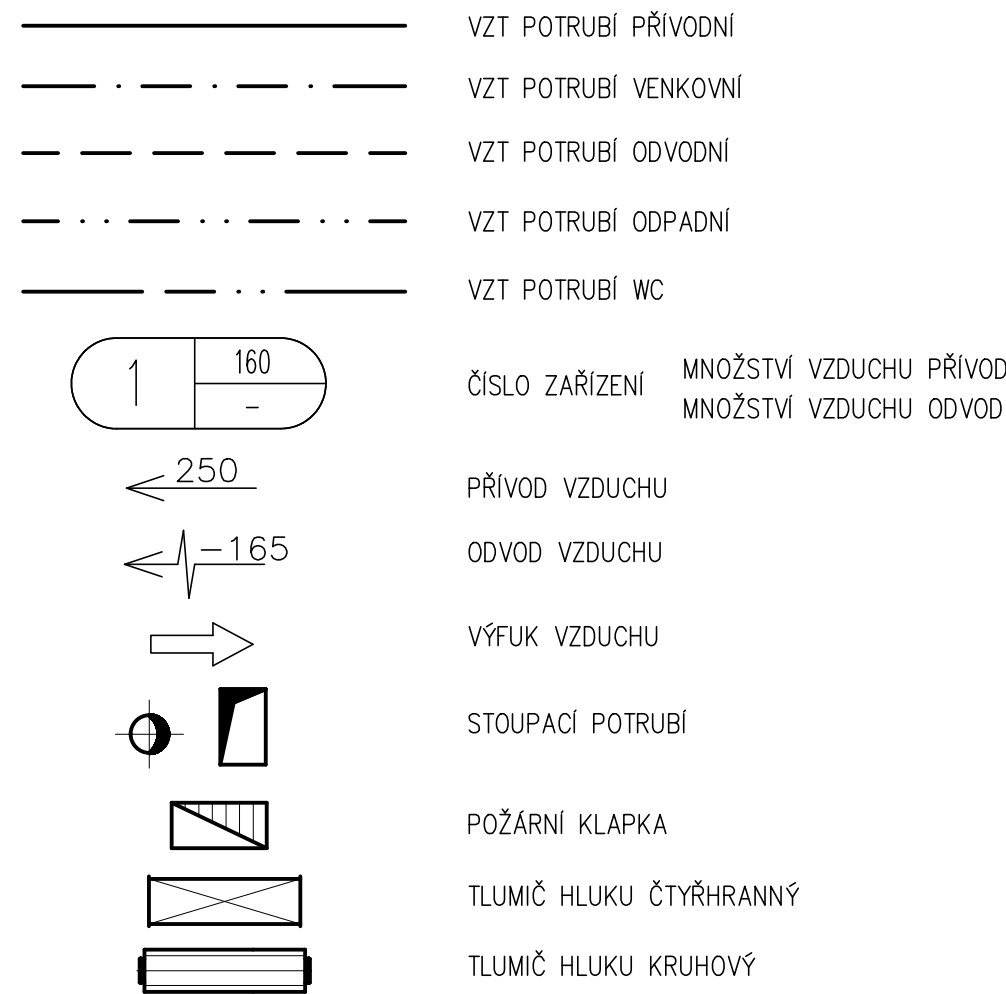 VZT POTRUBÍ PŘÍVODNÍ
VZT POTRUBÍ VENKOVNÍ
VZT POTRUBÍ ODVODNÍ
VZT POTRUBÍ ODPADNÍ
VZT POTRUBÍ WC
1
160
-
ČÍSLO ZAŘÍZENÍ
MNOŽSTVÍ VZDUCHU PŘÍVOD
MNOŽSTVÍ VZDUCHU ODVOD
250
PŘÍVOD VZDUCHU
-165
ODVOD VZDUCHU
VÝFUK VZDUCHU
STOUPACÍ POTRUBÍ
POŽÁRNÍ KLAPKA
TLUMIČ HLUKU ČTYŘHRANNÝ
TLUMIČ HLUKU KRUHOVÝ